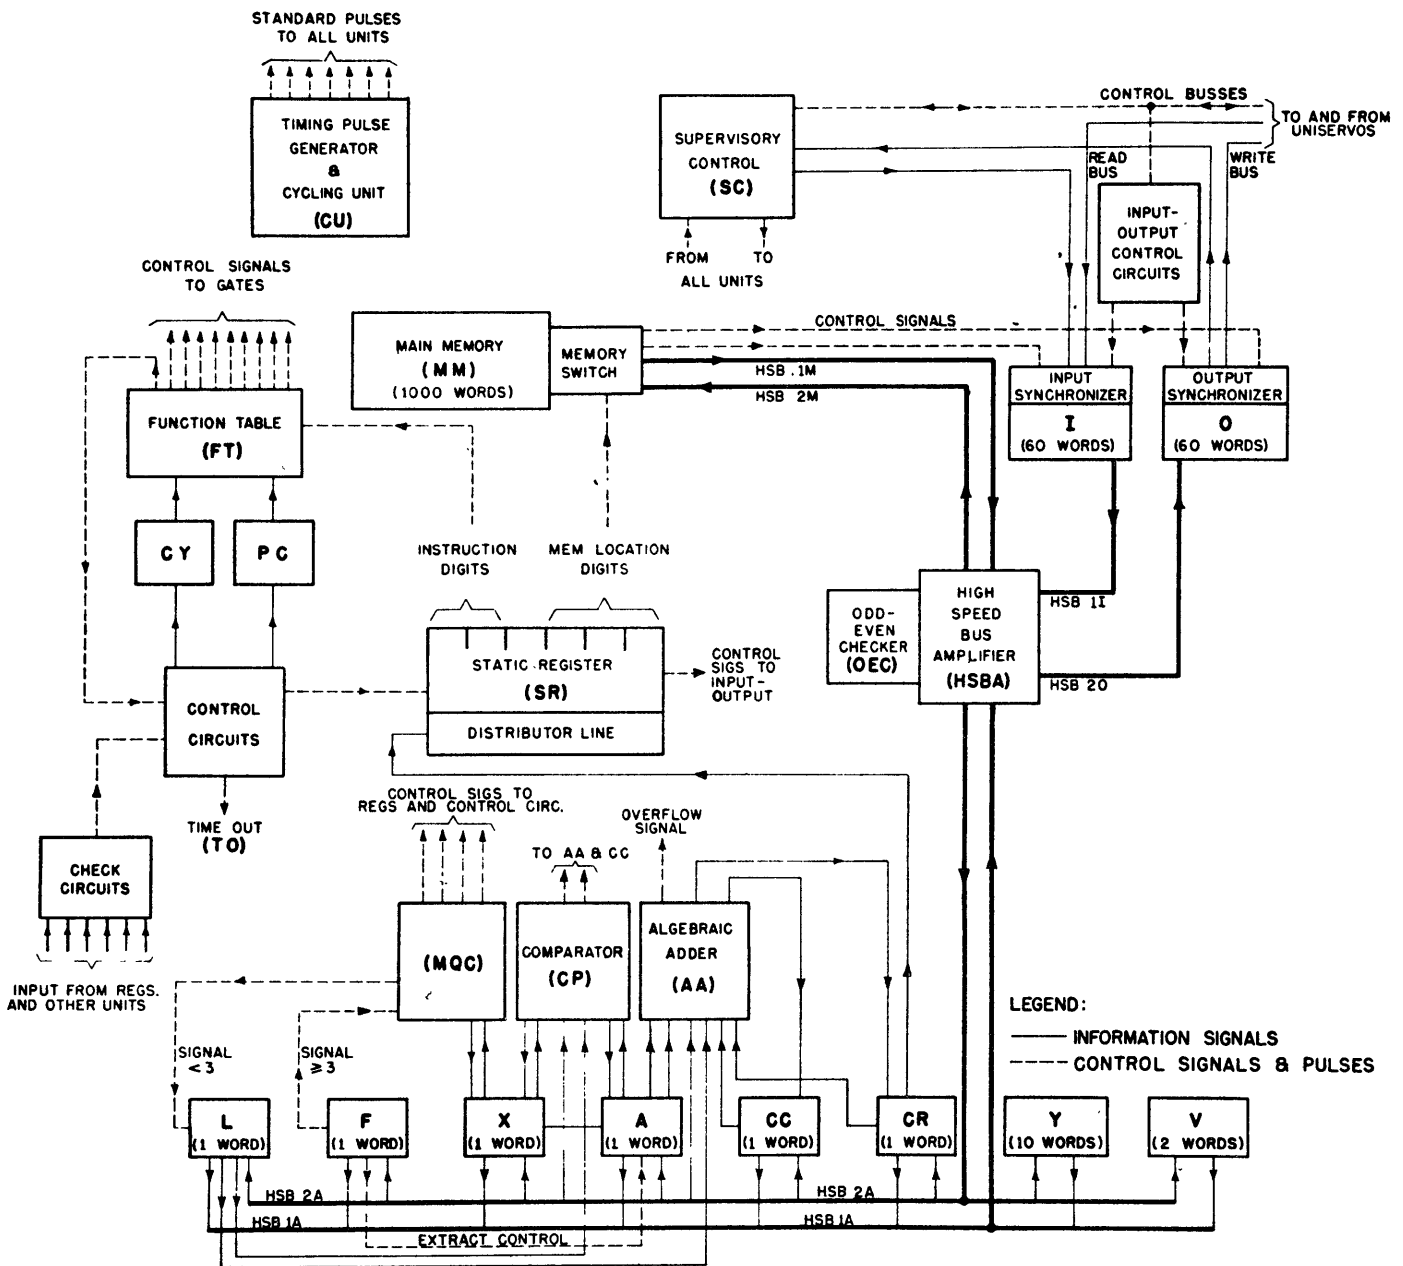 STANDARD PULSES
TO ALL UNITS
TIMING PULSE
GENERATOR
&
CYCLING UNIT
(CU)
SUPERVISORY
CONTROL
(SC)
FROM TO
ALL UNITS
CONTROL BUSSES
TO AND FROM
UNISERVOS
READ
BUS
WRITE
BUS
INPUT-
OUTPUT
CONTROL
CIRCUITS
CONTROL SIGNALS
TO GATES
MAIN MEMORY
(MM)
(1000 WORDS)
MEMORY
SWITCH
CONTROL SIGNALS
HSB .1M
HSB 2M
INPUT
SYNCHRONIZER
I
(60 WORDS)
OUTPUT
SYNCHRONIZER
O
(60 WORDS)
FUNCTION TABLE
(FT)
CY
PC
INSTRUCTION
DIGITS
MEM LOCATION
DIGITS
ODD-
EVEN
CHECKER
(OEC)
HIGH
SPEED
BUS
AMPLIFIER
(HSBA)
HSB 1I
HSB 2O
CONTROL
CIRCUITS
STATIC REGISTER
(SR)
DISTRIBUTOR LINE
CONTROL
SIGS TO
INPUT-
OUTPUT
TIME OUT
(TO)
CHECK
CIRCUITS
INPUT FROM REGS.
AND OTHER UNITS
CONTROL SIGS TO
REGS AND CONTROL CIRC.
TO AA & CC
OVERFLOW
SIGNAL
(MQC)
COMPARATOR
(CP)
ALGEBRAIC
ADDER
(AA)
SIGNAL
< 3
SIGNAL
≥ 3
LEGEND:
INFORMATION SIGNALS
CONTROL SIGNALS & PULSES
L
(1 WORD)
F
(1 WORD)
X
(1 WORD)
A
(1 WORD)
CC
(1 WORD)
CR
(1 WORD)
Y
(10 WORDS)
V
(2 WORDS)
HSB 2A
HSB 2A
HSB 1A
HSB 1A
EXTRACT CONTROL